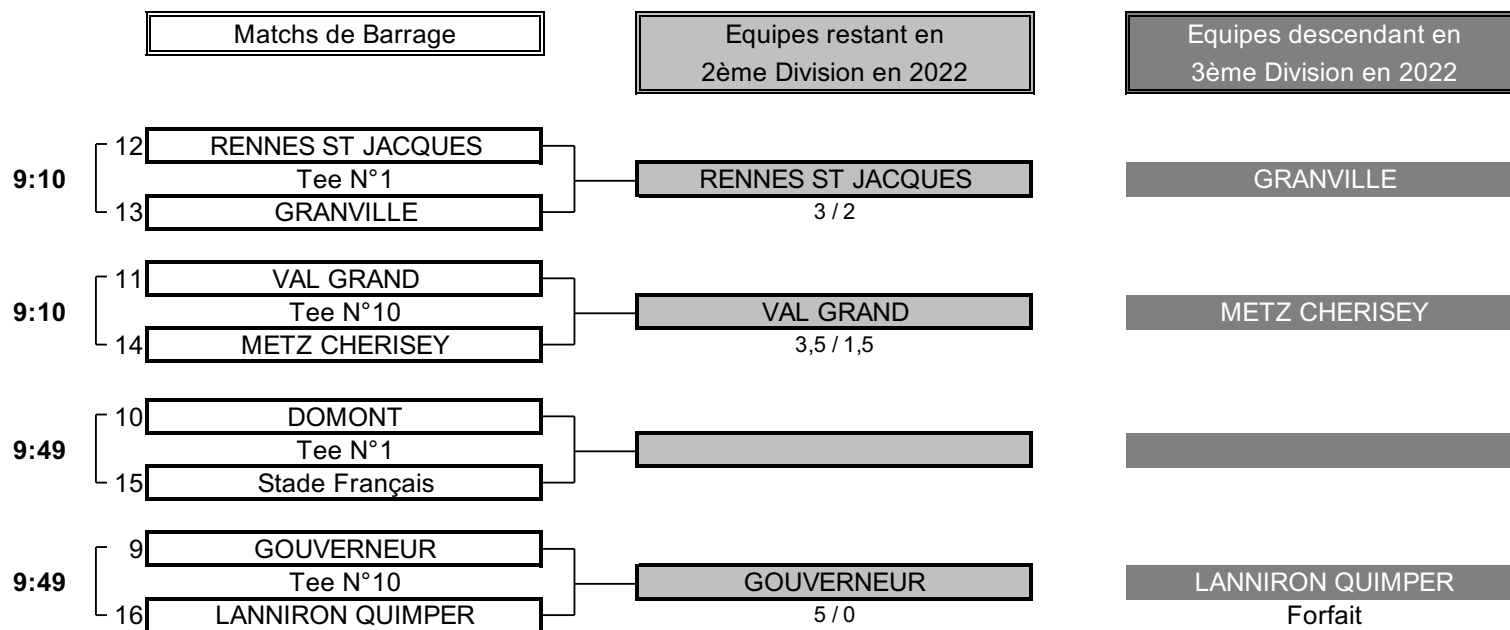 Matchs de Barrage
Equipes restant en
2ème Division en 2022
Equipes descendant en
3ème Division en 2022
12 RENNES ST JACQUES
9:10 Tee N°1 RENNES ST JACQUES GRANVILLE
13 GRANVILLE 3 / 2
11 VAL GRAND
9:10 Tee N°10 VAL GRAND METZ CHERISEY
14 METZ CHERISEY 3,5 / 1,5
10 DOMONT
9:49 Tee N°1
15 Stade Français
9 GOUVERNEUR
9:49 Tee N°10 GOUVERNEUR LANNIRON QUIMPER
16 LANNIRON QUIMPER 5 / 0 Forfait